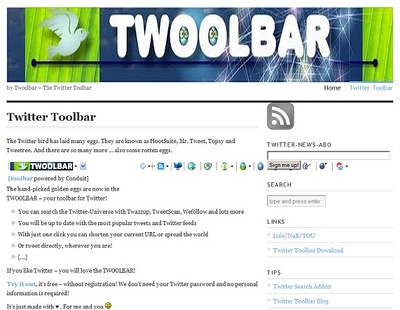 TWOOLBAR
by Twoolbar – The Twitter Toolbar
Home Twitter Toolbar
Twitter Toolbar
The Twitter bird has laid many eggs. They are known as HootSuite, Mr. Tweet, Topsy and
Tweetree. And there are so many more ... also some rotten eggs.
TWOOLBAR
[toolbar powered by Conduit]
The hand-picked golden eggs are now in the
TWOOLBAR – your toolbar for Twitter!
You can search the Twitter-Universe with Twazzup, TweetScan, Wefollow and lots more
You will be up to date with the most popular tweets and Twitter feeds
With just one click you can shorten your current URL or spread the world
Or tweet directly, wherever you are!
[...]
If you like Twitter – you will love the TWOOLBAR!
Try it out, it's free – without registration! We don't need your Twitter password and no personal
information is required!
It's just made with ♥ . For me and you
TWITTER-NEWS-ABO
Sign me up!
SEARCH
type and press enter
LINKS
Info/NuB/TOU
Twitter Toolbar Download
TIPS
Twitter Search Addon
Twitter Toolbar Blog